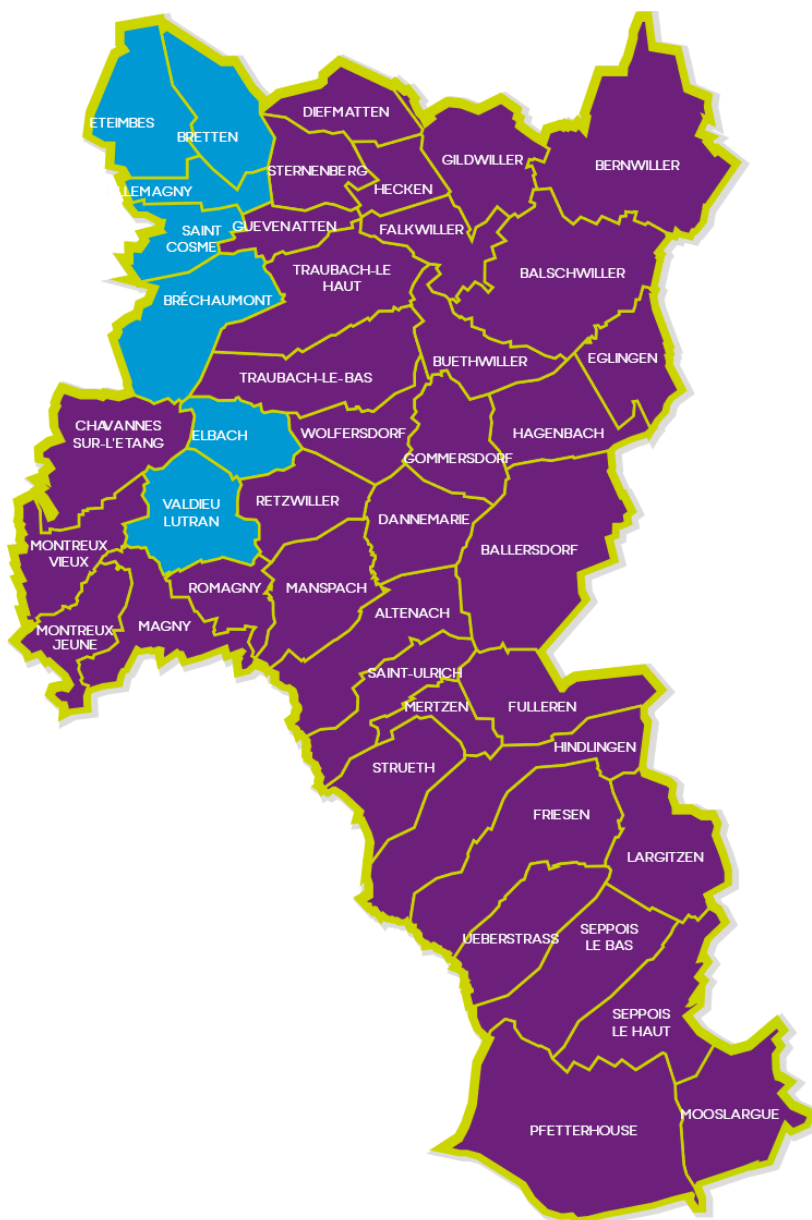 DIEFMATTEN
ETEIMBES
BRETTEN
GILDWILLER
BERNWILLER
STERNENBERG
HECKEN
LLEMAGNY
SAINT
COSME
GUEVENATTEN
FALKWILLER
TRAUBACH-LE
HAUT
BALSCHWILLER
BRÉCHAUMONT
BUETHWILLER
EGLINGEN
TRAUBACH-LE-BAS
CHAVANNES
SUR-L'ETANG
ELBACH
WOLFERSDORF
HAGENBACH
GOMMERSDORF
VALDIEU
LUTRAN
RETZWILLER
DANNEMARIE
BALLERSDORF
MONTREUX
VIEUX
ROMAGNY
MANSPACH
ALTENACH
MONTREUX
JEUNE
MAGNY
SAINT-ULRICH
MERTZEN
FULLEREN
HINDLINGEN
STRUETH
FRIESEN
LARGITZEN
UEBERSTRASS
SEPPOIS
LE BAS
SEPPOIS
LE HAUT
PFETTERHOUSE
MOOSLARGUE